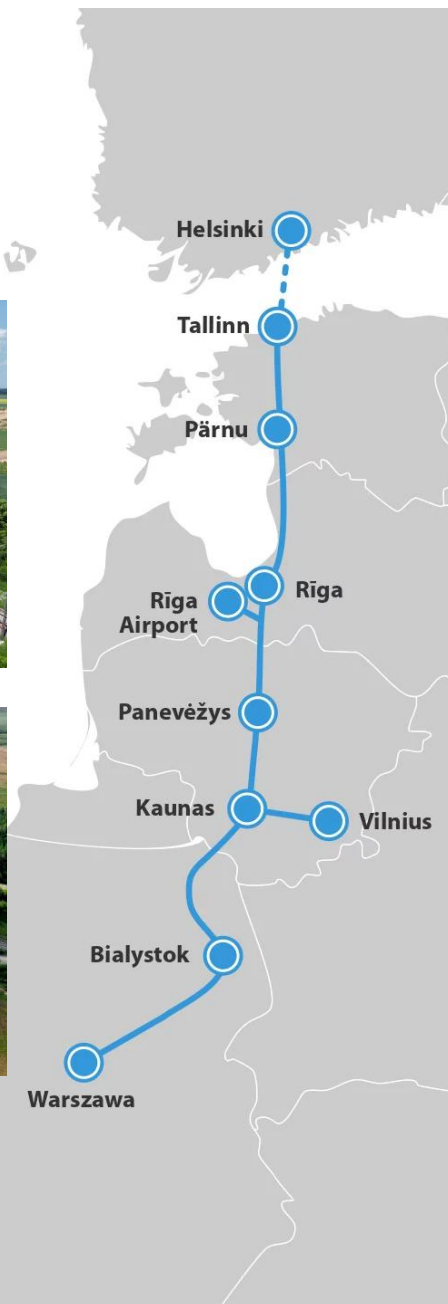 Helsinki
Tallinn
Pärnu
Rīga
Rīga
Airport
Panevėžys
Kaunas
Vilnius
Bialystok
Warszawa